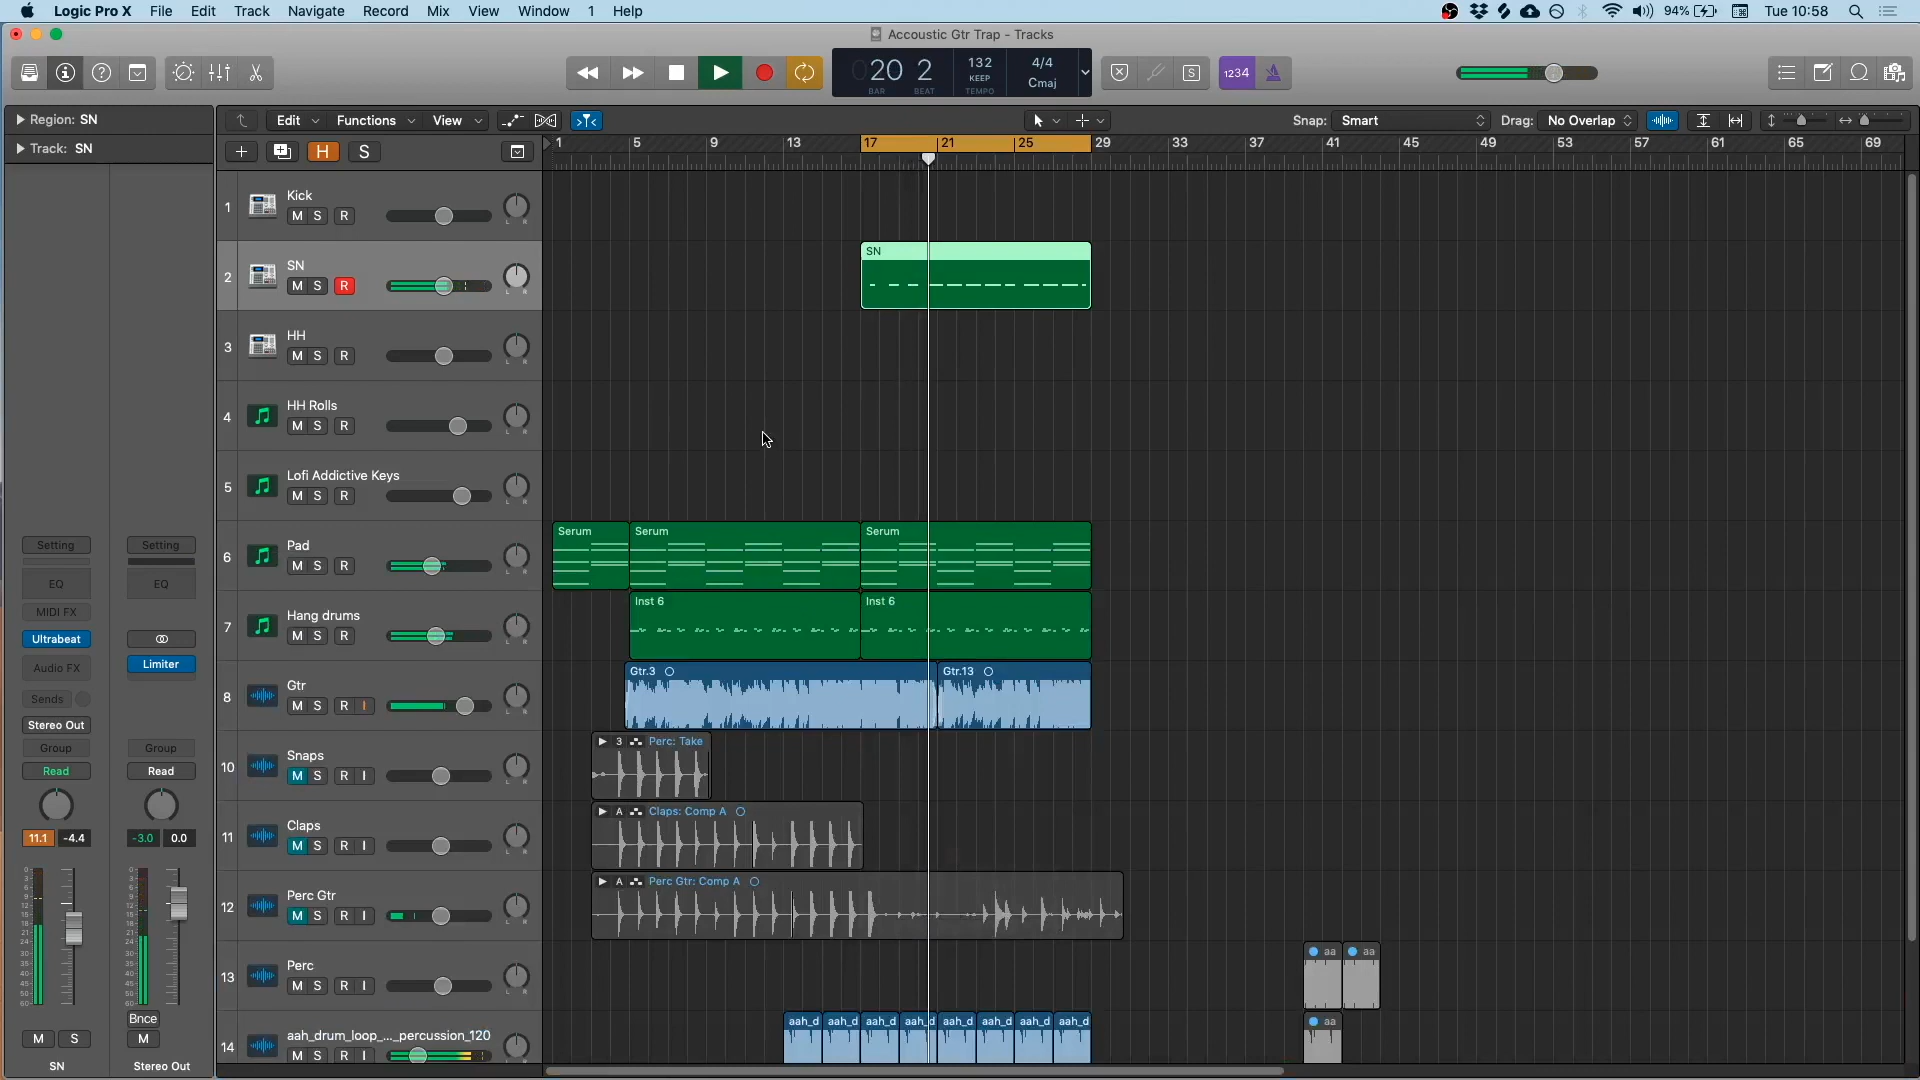 Logic Pro X File Edit Track Navigate Record Mix View Window 1 Help
94% Tue 10:58
Accoustic Gtr Trap - Tracks
20 2 132 4/4
KEEP Cmaj
BAR BEAT TEMPO
S 1234
Region: SN
Track: SN
Edit Functions View
Snap: Smart Drag: No Overlap
H S
1 5 9 13 17 21 25 29 33 37 41 45 49 53 57 61 65 69
1 Kick
M S R
L R
2 SN
M S R
L R
SN
3 HH
M S R
L R
4 HH Rolls
M S R
L R
5 Lofi Addictive Keys
M S R
L R
6 Pad
M S R
L R
Serum Serum Serum
7 Hang drums
M S R
L R
Inst 6 Inst 6
8 Gtr
M S R I
L R
Gtr.3 Gtr.13
10 Snaps
M S R I
L R
3 Perc: Take
11 Claps
M S R I
L R
A Claps: Comp A
12 Perc Gtr
M S R I
L R
A Perc Gtr: Comp A
13 Perc
M S R I
L R
aa aa
14 aah_drum_loop_..._percussion_120
M S R I
aah_d aah_d aah_d aah_d aah_d aah_d aah_d aah_d
aa
Setting Setting
EQ EQ
MIDI FX
Ultrabeat
Audio FX Limiter
Sends
Stereo Out
Group Group
Read Read
11.1 -4.4 -3.0 0.0
Bnce
M S M
SN Stereo Out